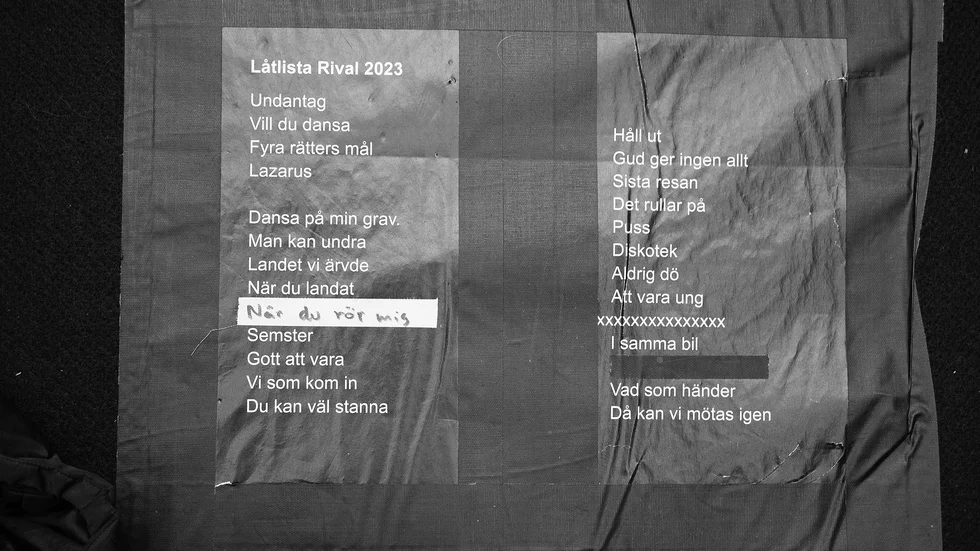 Låtlista Rival 2023
Undantag
Vill du dansa
Fyra rätters mål
Lazarus
Dansa på min grav.
Man kan undra
Landet vi ärvde
När du landat
När du rör mig
Semster
Gott att vara
Vi som kom in
Du kan väl stanna
Håll ut
Gud ger ingen allt
Sista resan
Det rullar på
Puss
Diskotek
Aldrig dö
Att vara ung
xxxxxxxxxxxxxxx
I samma bil
Vad som händer
Då kan vi mötas igen